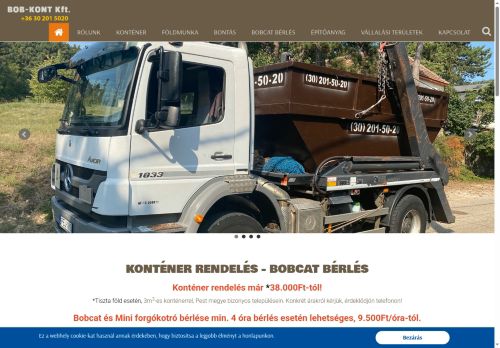 BOB-KONT Kft.
+36 30 201 5020
RÓLUNK KONTÉNER FÖLDMUNKA BONTÁS BOBCAT BÉRLÉS ÉPÍTŐANYAG VÁLLALÁSI TERÜLETEK KAPCSOLAT
(30) 201-50-20
-50-20
(30) 201-50-
AXOR
1833
KONTÉNER RENDELÉS - BOBCAT BÉRLÉS
Konténer rendelés már *38.000Ft-tól!
*Tiszta föld esetén, 3m3-es konténerrel, Pest megye bizonyos településein. Konkrét árakról kérjük, érdeklődjön telefonon!
Bobcat és Mini forgókotró bérlése min. 4 óra bérlés esetén lehetséges, 9.500Ft/óra-tól.
Ez a webhely cookie-kat használ annak érdekében, hogy biztosítsa a legjobb élményt a honlapunkon.
Bezárás